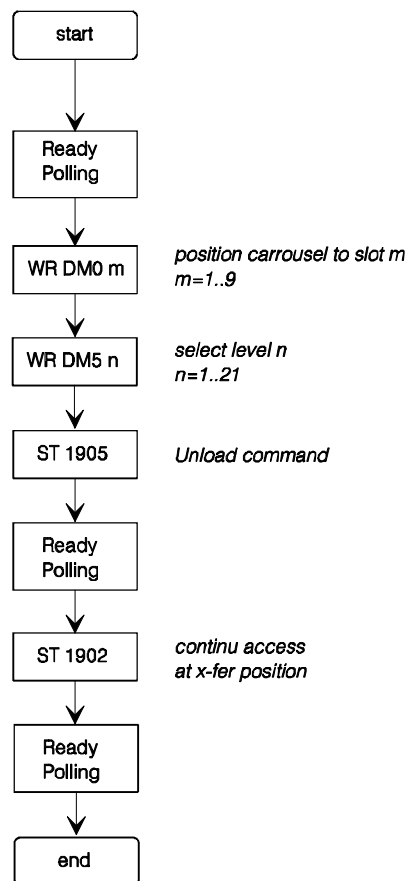 start
Ready
Polling
WR DM0 m
position carrousel to slot m
m=1..9
WR DM5 n
select level n
n=1..21
ST 1905
Unload command
Ready
Polling
ST 1902
continu access
at x-fer position
Ready
Polling
end